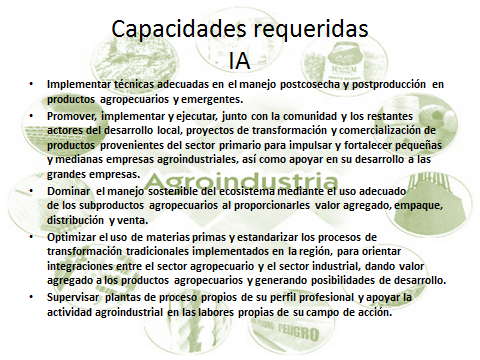 Capacidades requeridas
IA
• Implementar técnicas adecuadas en el manejo postcosecha y postproducción en
productos agropecuarios y emergentes.
• Promover, implementar y ejecutar, junto con la comunidad y los restantes
actores del desarrollo local, proyectos de transformación y comercialización de
productos provenientes del sector primario para impulsar y fortalecer pequeñas
y medianas empresas agroindustriales, así como apoyar en su desarrollo a las
grandes empresas.
Agroindustria
• Dominar el manejo sostenible del ecosistema mediante el uso adecuado
de los subproductos agropecuarios al proporcionarles valor agregado, empaque,
distribución y venta.
• Optimizar el uso de materias primas y estandarizar los procesos de
transformación tradicionales implementados en la región, para orientar
integraciones entre el sector agropecuario y el sector industrial, dando valor
agregado a los productos agropecuarios y generando posibilidades de desarrollo.
• Supervisar plantas de proceso propios de su perfil profesional y apoyar la
actividad agroindustrial en las labores propias de su campo de acción.
PELIGRO